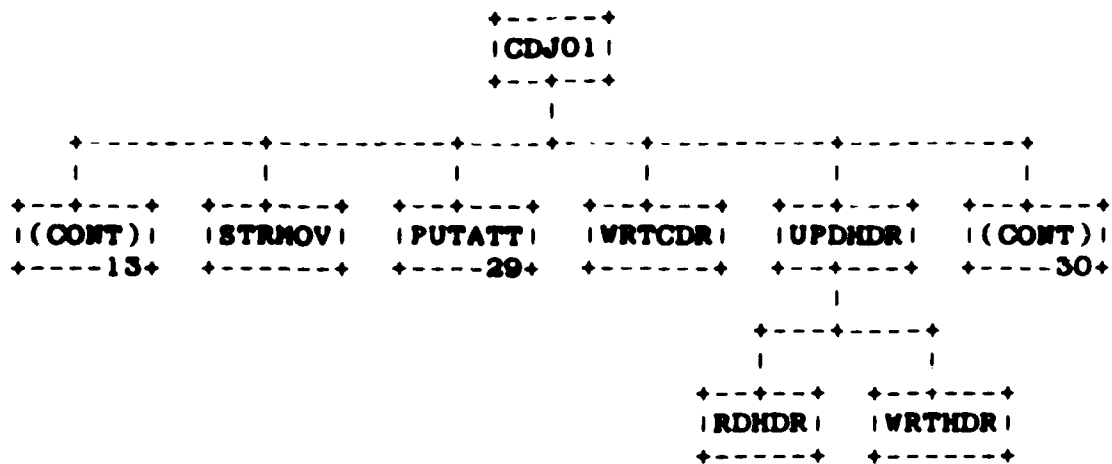 CDJ01
(CONT) STRMOV PUTATT WRTCDR UPDHDR (CONT)
13 29 30
RDHDR WRTHDR